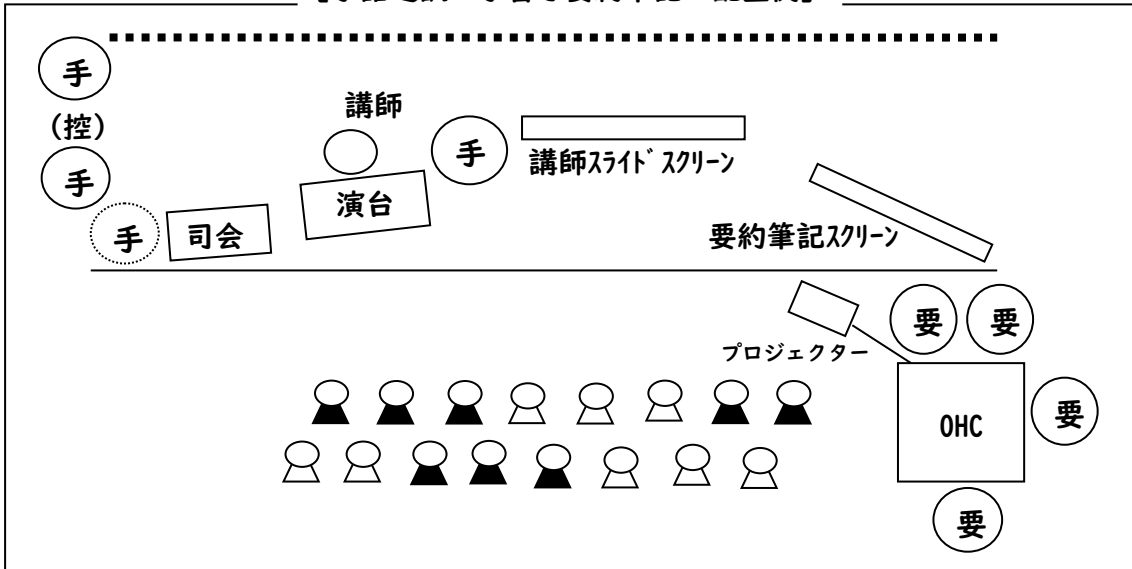 手
(控)
手
手
司会
講師
演台
手
講師ｽﾗｲﾄﾞｽｸﾘｰﾝ
要約筆記ｽｸﾘｰﾝ
プロジェクター
要
要
要
要
OHC